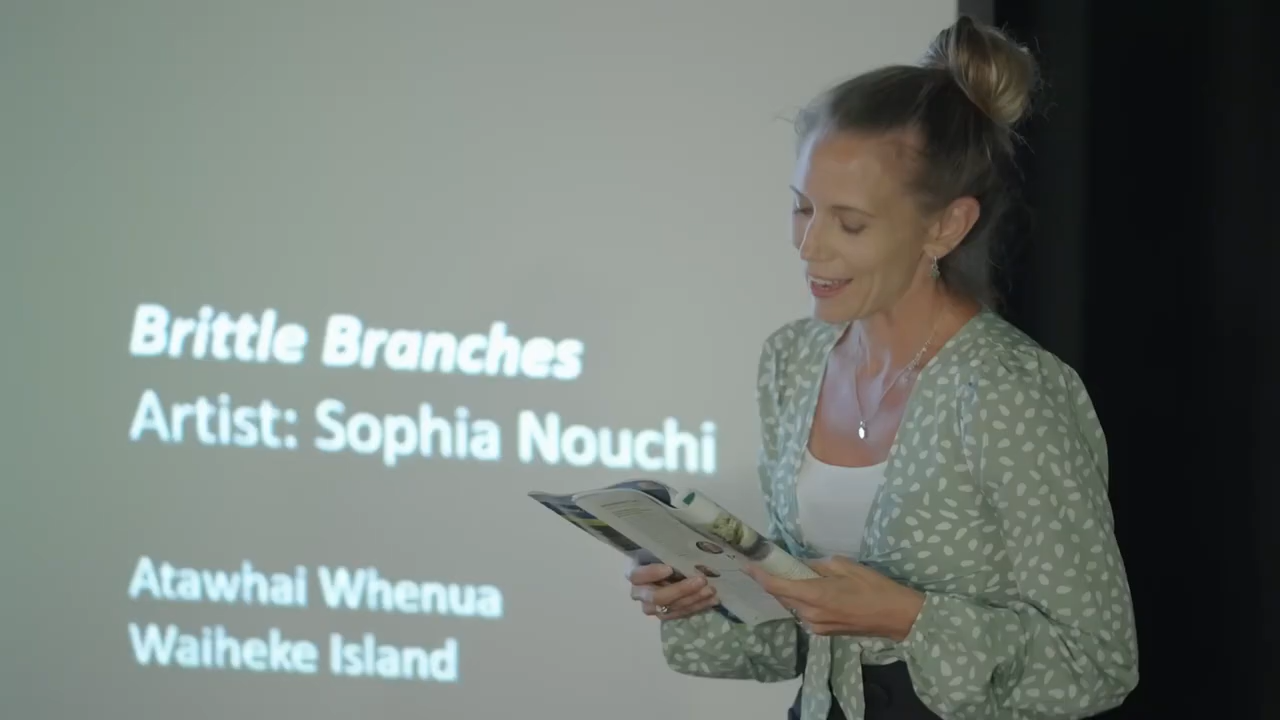 Brittle Branches
Artist: Sophia Nouchi
Atawhai Whenua
Waiheke Island